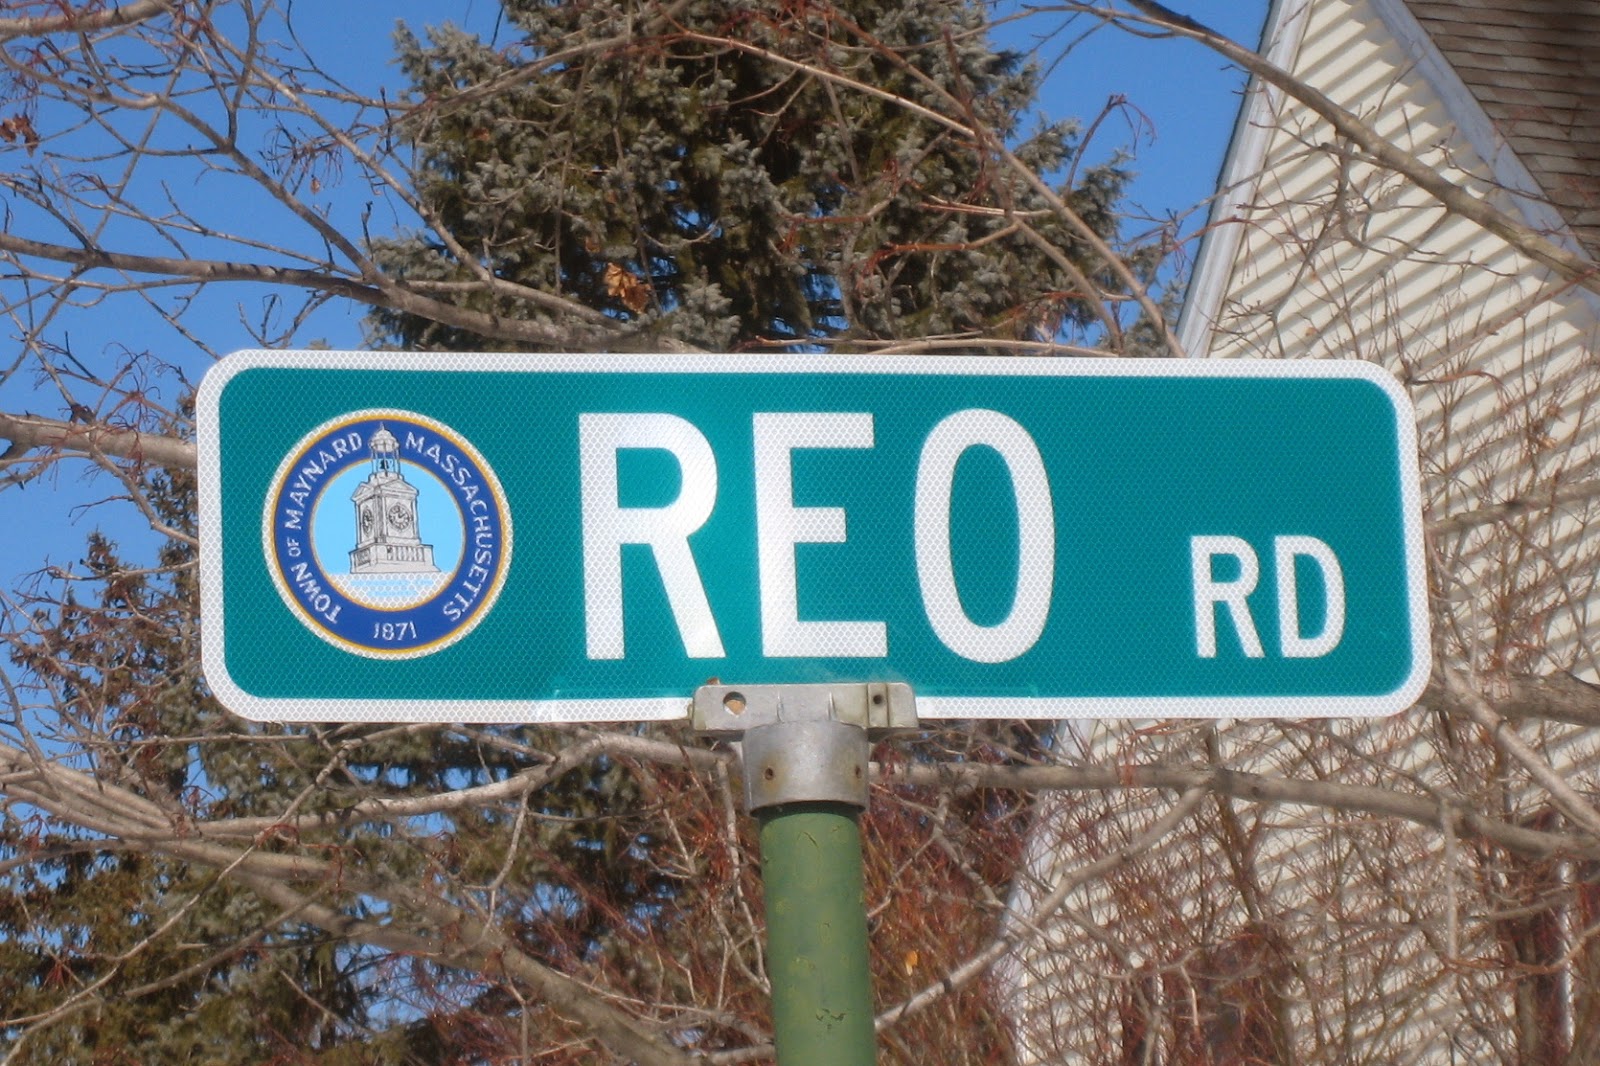 TOWN OF MAYNARD MASSACHUSETTS
1871
REO RD